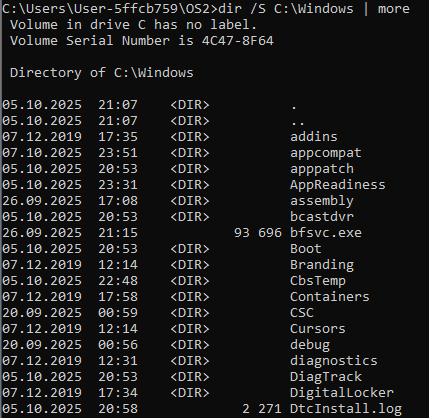 C:\Users\User-5ffcb759\OS2>dir /S C:\Windows | more
 Volume in drive C has no label.
 Volume Serial Number is 4C47-8F64

 Directory of C:\Windows

05.10.2025  21:07    <DIR>          .
05.10.2025  21:07    <DIR>          ..
07.12.2019  17:35    <DIR>          addins
07.10.2025  23:51    <DIR>          appcompat
05.10.2025  20:53    <DIR>          apppatch
05.10.2025  23:31    <DIR>          AppReadiness
26.09.2025  17:08    <DIR>          assembly
05.10.2025  20:53    <DIR>          bcastdvr
26.09.2025  21:15            93 696 bfsvc.exe
05.10.2025  20:53    <DIR>          Boot
07.12.2019  12:14    <DIR>          Branding
05.10.2025  22:48    <DIR>          CbsTemp
07.12.2019  17:58    <DIR>          Containers
20.09.2025  00:59    <DIR>          CSC
07.12.2019  12:14    <DIR>          Cursors
20.09.2025  00:56    <DIR>          debug
07.12.2019  12:31    <DIR>          diagnostics
05.10.2025  20:53    <DIR>          DiagTrack
07.12.2019  17:34    <DIR>          DigitalLocker
05.10.2025  20:58             2 271 DtcInstall.log